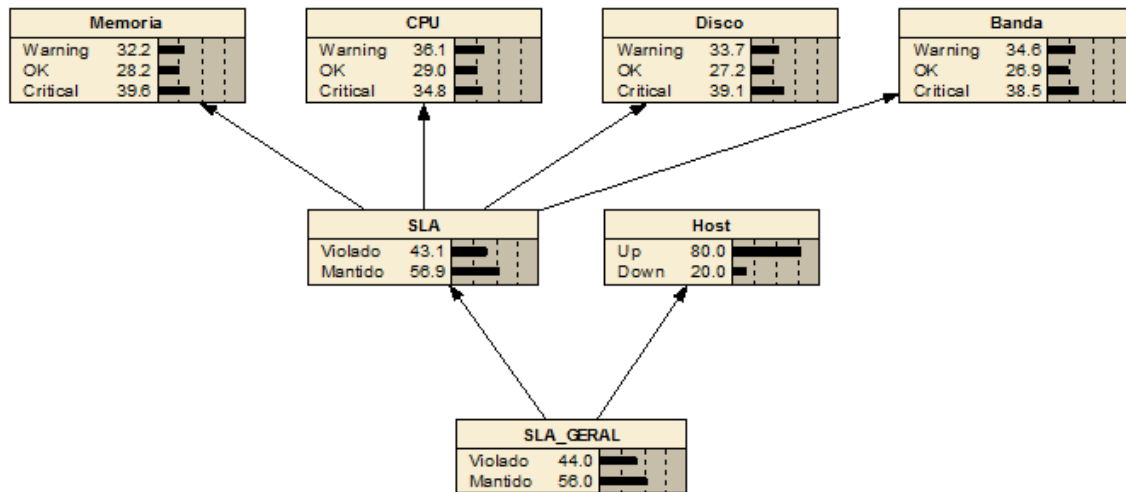 Memoria
Warning 32.2
OK 28.2
Critical 39.6
CPU
Warning 36.1
OK 29.0
Critical 34.8
Disco
Warning 33.7
OK 27.2
Critical 39.1
Banda
Warning 34.6
OK 26.9
Critical 38.5
SLA
Violado 43.1
Mantido 56.9
Host
Up 80.0
Down 20.0
SLA_GERAL
Violado 44.0
Mantido 56.0